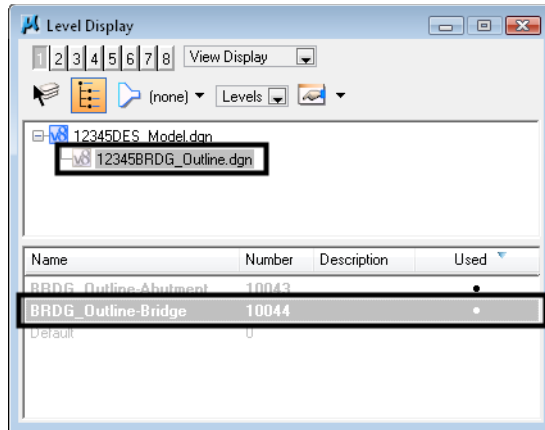 Level Display
1 2 3 4 5 6 7 8 View Display
(none) Levels
12345DES_Model.dgn
12345BRDG_Outline.dgn
Name Number Description Used
BRDG_Outline-Abutment 10043
BRDG_Outline-Bridge 10044
Default 0